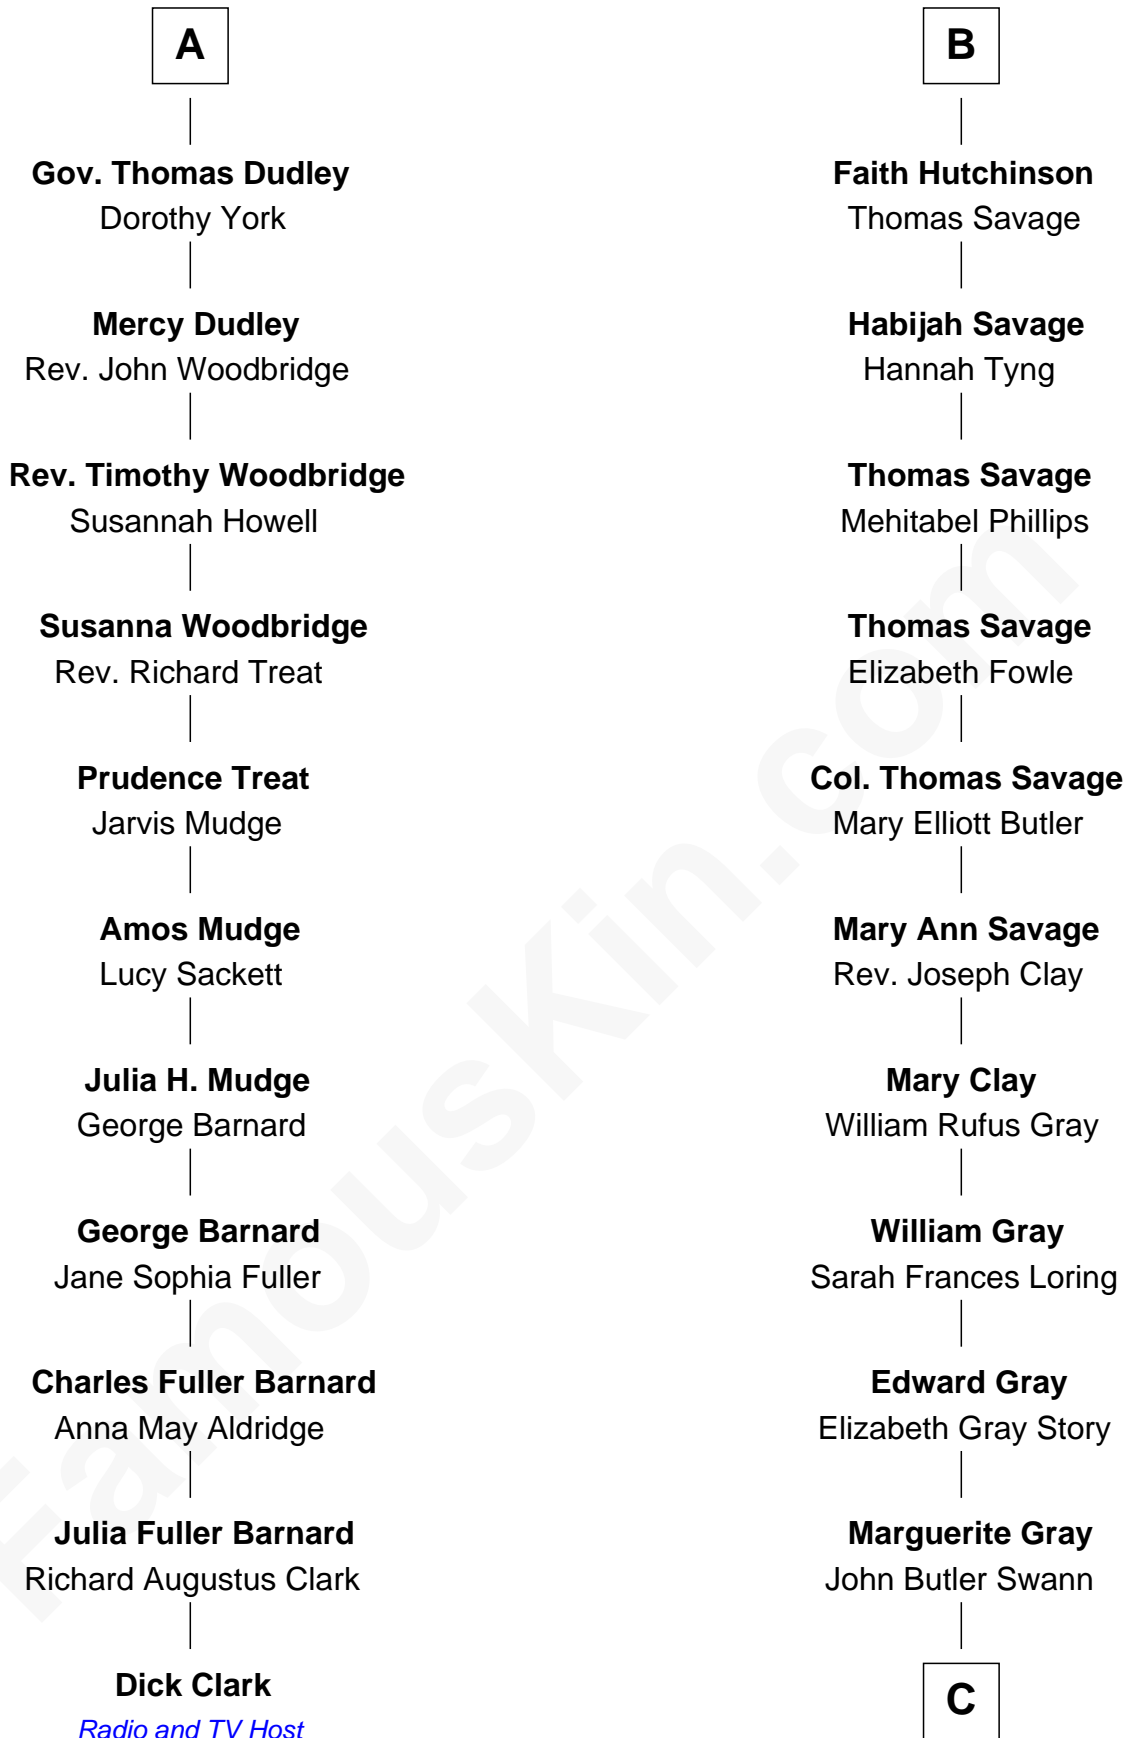 A
Gov. Thomas Dudley
Dorothy York
Mercy Dudley
Rev. John Woodbridge
Rev. Timothy Woodbridge
Susannah Howell
Susanna Woodbridge
Rev. Richard Treat
Prudence Treat
Jarvis Mudge
Amos Mudge
Lucy Sackett
Julia H. Mudge
George Barnard
George Barnard
Jane Sophia Fuller
Charles Fuller Barnard
Anna May Aldridge
Julia Fuller Barnard
Richard Augustus Clark
Dick Clark
Radio and TV Host
B
Faith Hutchinson
Thomas Savage
Habijah Savage
Hannah Tyng
Thomas Savage
Mehitabel Phillips
Thomas Savage
Elizabeth Fowle
Col. Thomas Savage
Mary Elliott Butler
Mary Ann Savage
Rev. Joseph Clay
Mary Clay
William Rufus Gray
William Gray
Sarah Frances Loring
Edward Gray
Elizabeth Gray Story
Marguerite Gray
John Butler Swann
C
FamousKin.com